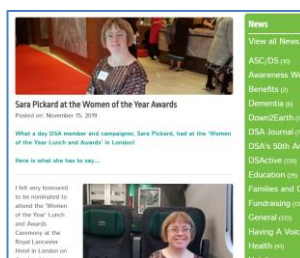 Sara Pickard at the Women of the Year Awards
Posted on: November 15, 2019
What a day DSA member and campaigner, Sara Pickard, had at the 'Women
of the Year Lunch and Awards' in London!
Here is what she has to say...
I felt very honoured
to be nominated to
attend the 'Women
of the Year' Lunch
and Awards
Ceremony at the
Royal Lancaster
Hotel in London on
News
View all News
ASC/DS
Awareness We
Benefits
Dementia
Down2Earth
DSA Journal
DSA's 50th An
DSActive
Education
Families and C
Fundraising
General
Having A Voic
Health